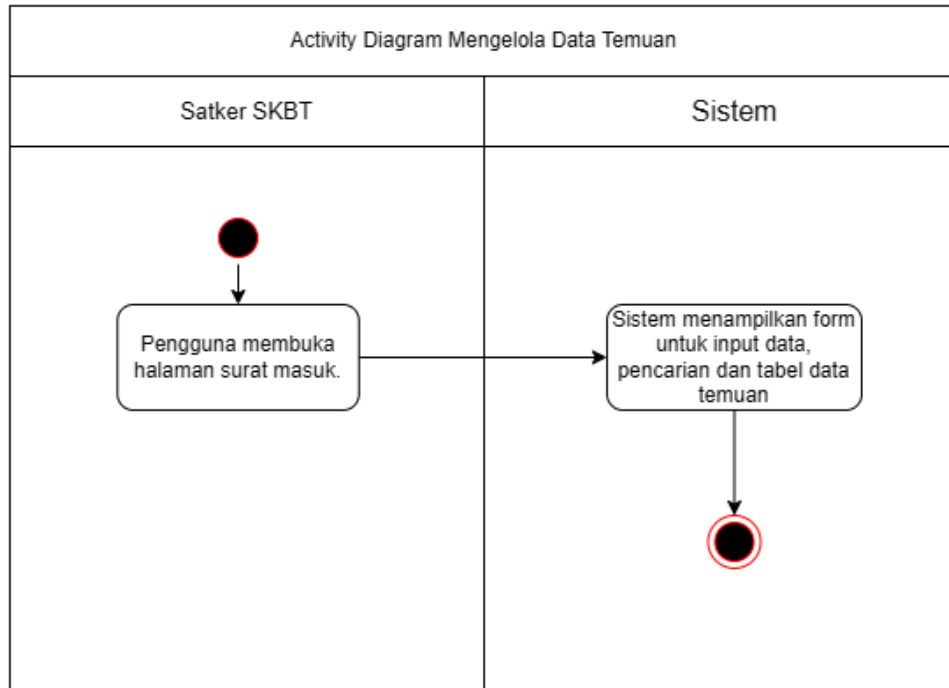 Activity Diagram Mengelola Data Temuan
Satker SKBT
Sistem
Pengguna membuka
halaman surat masuk.
Sistem menampilkan form
untuk input data,
pencarian dan tabel data
temuan